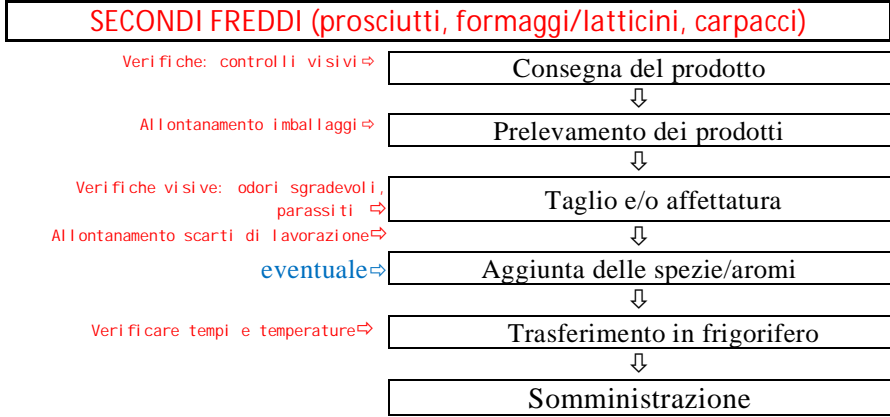 SECONDI FREDDI (prosciutti, formaggi/latticini, carpacci)
Verifiche: controlli visivi⇨
Consegna del prodotto
⇩
Allontanamento imballaggi⇨
Prelevamento dei prodotti
⇩
Verifiche visive: odori sgradevoli,
parassiti ⇨
Taglio e/o affettatura
Allontanamento scarti di lavorazione⇨
⇩
eventuale⇨
Aggiunta delle spezie/aromi
⇩
Verificare tempi e temperature⇨
Trasferimento in frigorifero
⇩
Somministrazione